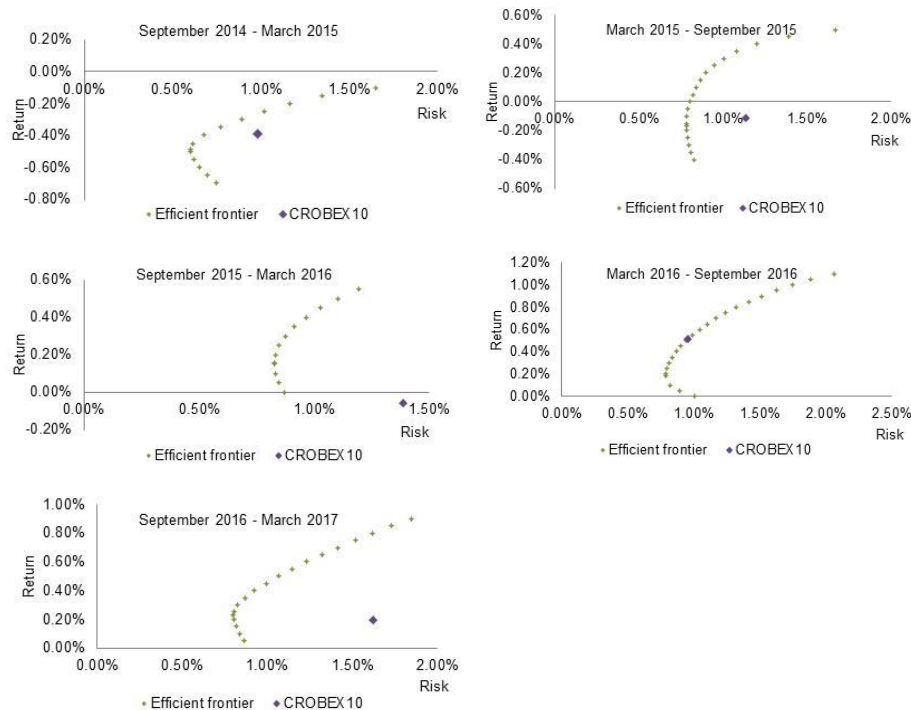 September 2014 - March 2015
0.20%
0.00%
0.00% 0.50% 1.00% 1.50% 2.00%
-0.20%
Risk
Return
-0.40%
-0.60%
-0.80%
Efficient frontier CROBEX10
0.60%
March 2015 - September 2015
0.40%
0.20%
Return
0.00%
0.00% 0.50% 1.00% 1.50% 2.00%
-0.20%
Risk
-0.40%
-0.60%
Efficient frontier CROBEX10
September 2015 - March 2016
0.60%
0.40%
Return
0.20%
0.00%
0.00% 0.50% 1.00% 1.50%
-0.20%
Risk
Efficient frontier CROBEX10
1.20%
March 2016 - September 2016
1.00%
0.80%
Return
0.60%
0.40%
0.20%
0.00%
0.00% 0.50% 1.00% 1.50% 2.00% 2.50%
Risk
Efficient frontier CROBEX10
1.00%
September 2016 - March 2017
0.80%
Return
0.60%
0.40%
0.20%
0.00%
0.00% 0.50% 1.00% 1.50% 2.00%
Risk
Efficient frontier CROBEX10